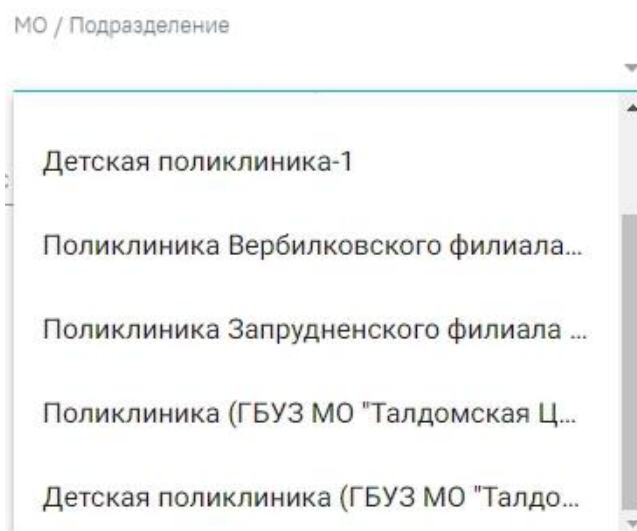 МО / Подразделение
Детская поликлиника-1
Поликлиника Вербилковского филиала...
Поликлиника Запрудненского филиала ...
Поликлиника (ГБУЗ МО "Талдомская Ц...
Детская поликлиника (ГБУЗ МО "Талдо...